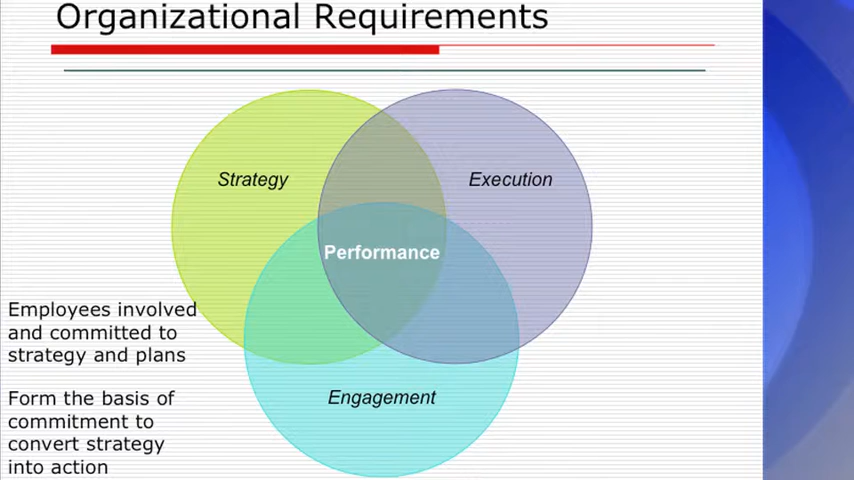 Organizational Requirements
Strategy
Execution
Performance
Employees involved
and committed to
strategy and plans
Engagement
Form the basis of
commitment to
convert strategy
into action